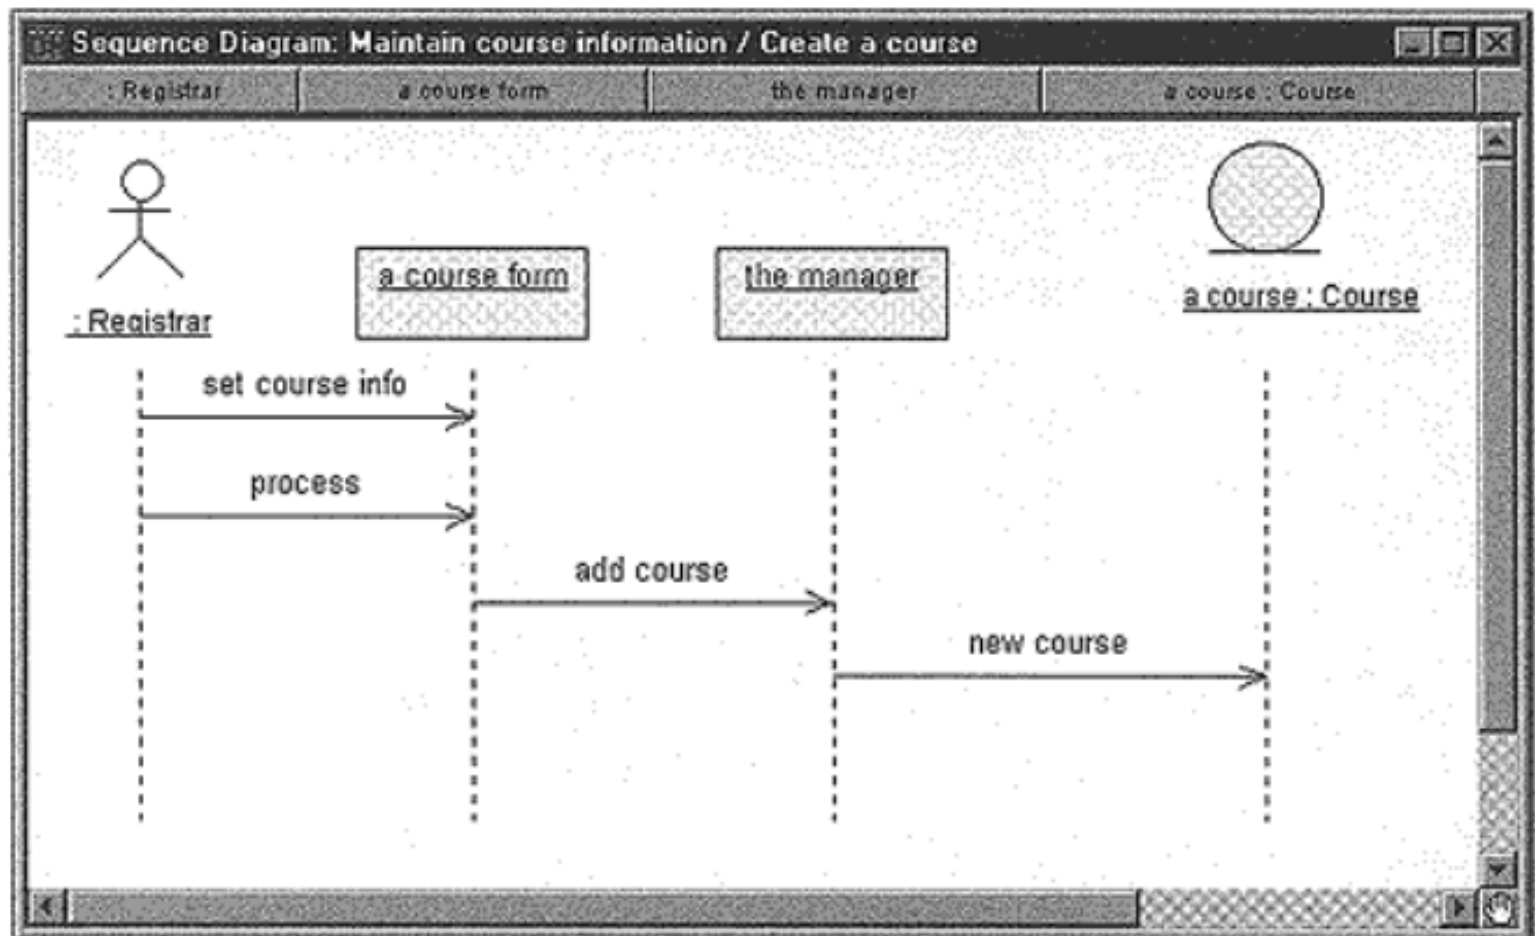 Sequence Diagram: Maintain course information / Create a course
: Registrar a course form the manager a course : Course
: Registrar
a course form
the manager
a course : Course
set course info
process
add course
new course